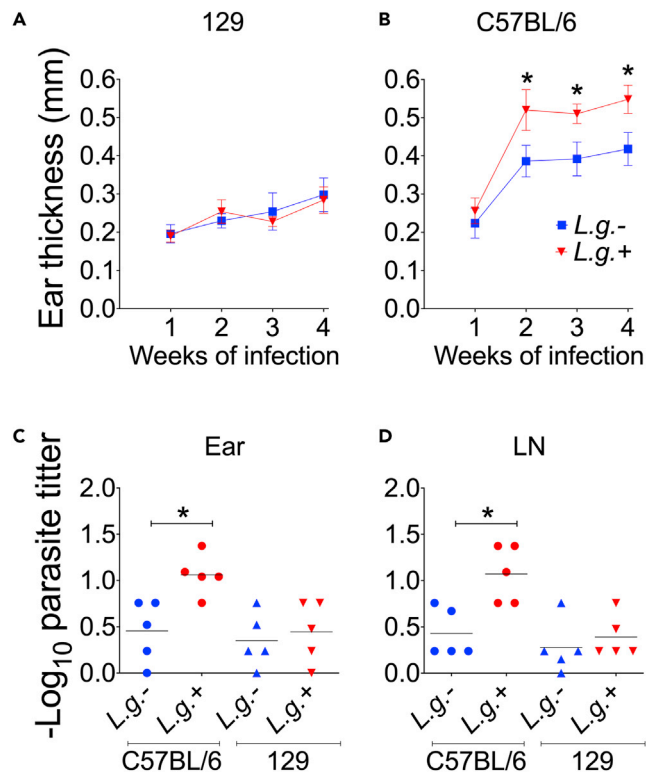 A 129
B C57BL/6
Ear thickness (mm)
0.6
0.5
0.4
0.3
0.2
0.1
0.0
1 2 3 4
Weeks of infection
0.6
0.5
0.4
0.3
0.2
0.1
0.0
* * *
L.g.-
L.g.+
1 2 3 4
Weeks of infection
C Ear
-Log10 parasite titer
2.0
1.5
1.0
0.5
0.0
*
L.g.- L.g.+ L.g.- L.g.+
C57BL/6 129
D LN
2.0
1.5
1.0
0.5
0.0
*
L.g.- L.g.+ L.g.- L.g.+
C57BL/6 129